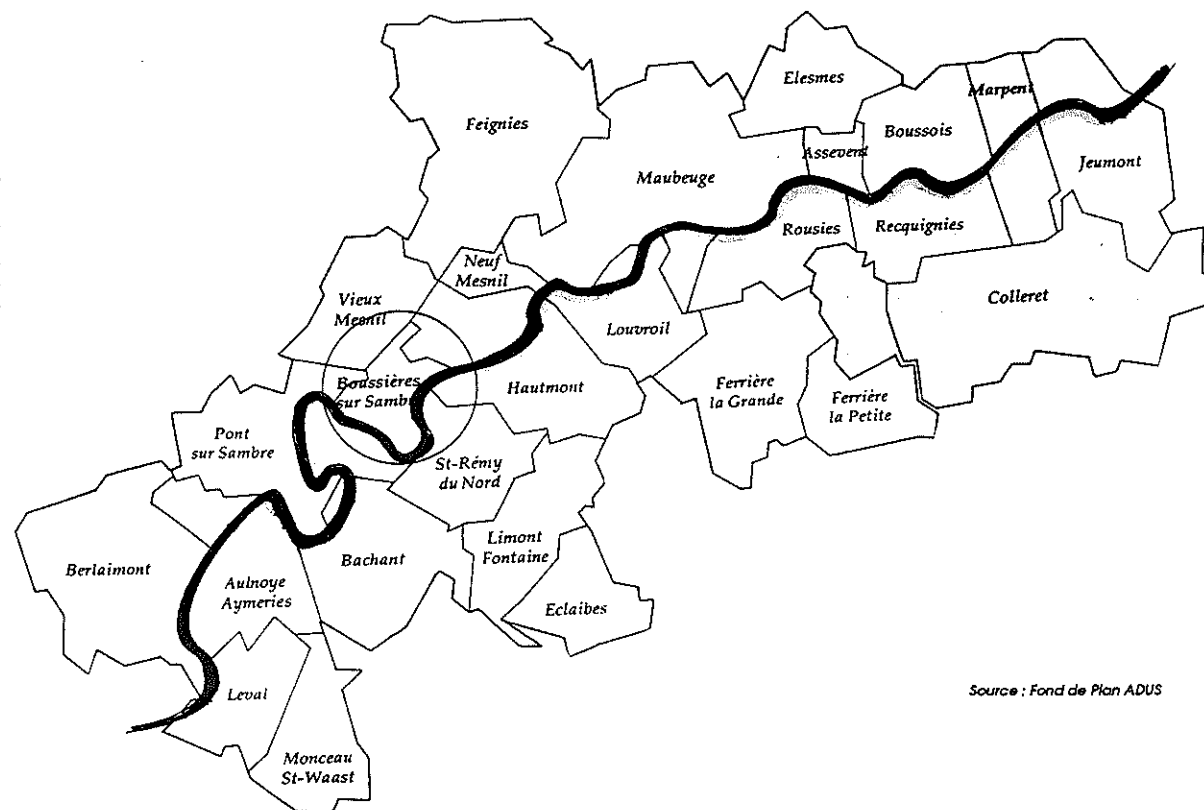 Elesmes
Marpent
Feignies
Boussois
Assevent
Jeumont
Maubeuge
Rousies
Recquignies
Neuf
Mesnil
Colleret
Vieux
Mesnil
Louvroil
Boussières
sur Sambre
Hautmont
Ferrière
la Grande
Ferrière
la Petite
Pont
sur Sambre
St-Rémy
du Nord
Limont
Fontaine
Berlaimont
Bachant
Aulnoye
Aymeries
Eclaibes
Leval
Source : Fond de Plan ADUS
Monceau
St-Waast